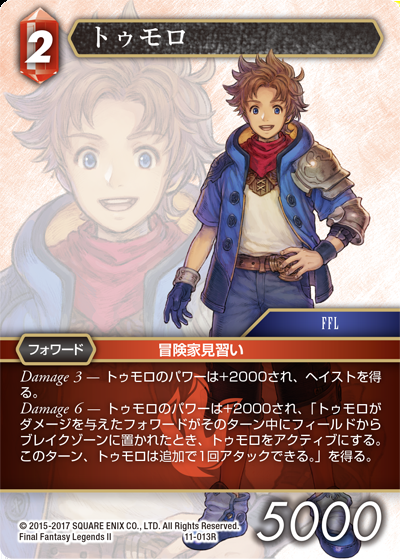 2
トゥモロ
FFL
フォワード
冒険家見習い
Damage 3 — トゥモロのパワーは+2000され、ヘイストを得
る。
Damage 6 — トゥモロのパワーは+2000され、「トゥモロが
ダメージを与えたフォワードがそのターン中にフィールドから
ブレイクゾーンに置かれたとき、トゥモロをアクティブにする。
このターン、トゥモロは追加で1回アタックできる。」を得る。
© 2015-2017 SQUARE ENIX CO., LTD. All Rights Reserved.
Final Fantasy Legends II
11-013R
5000